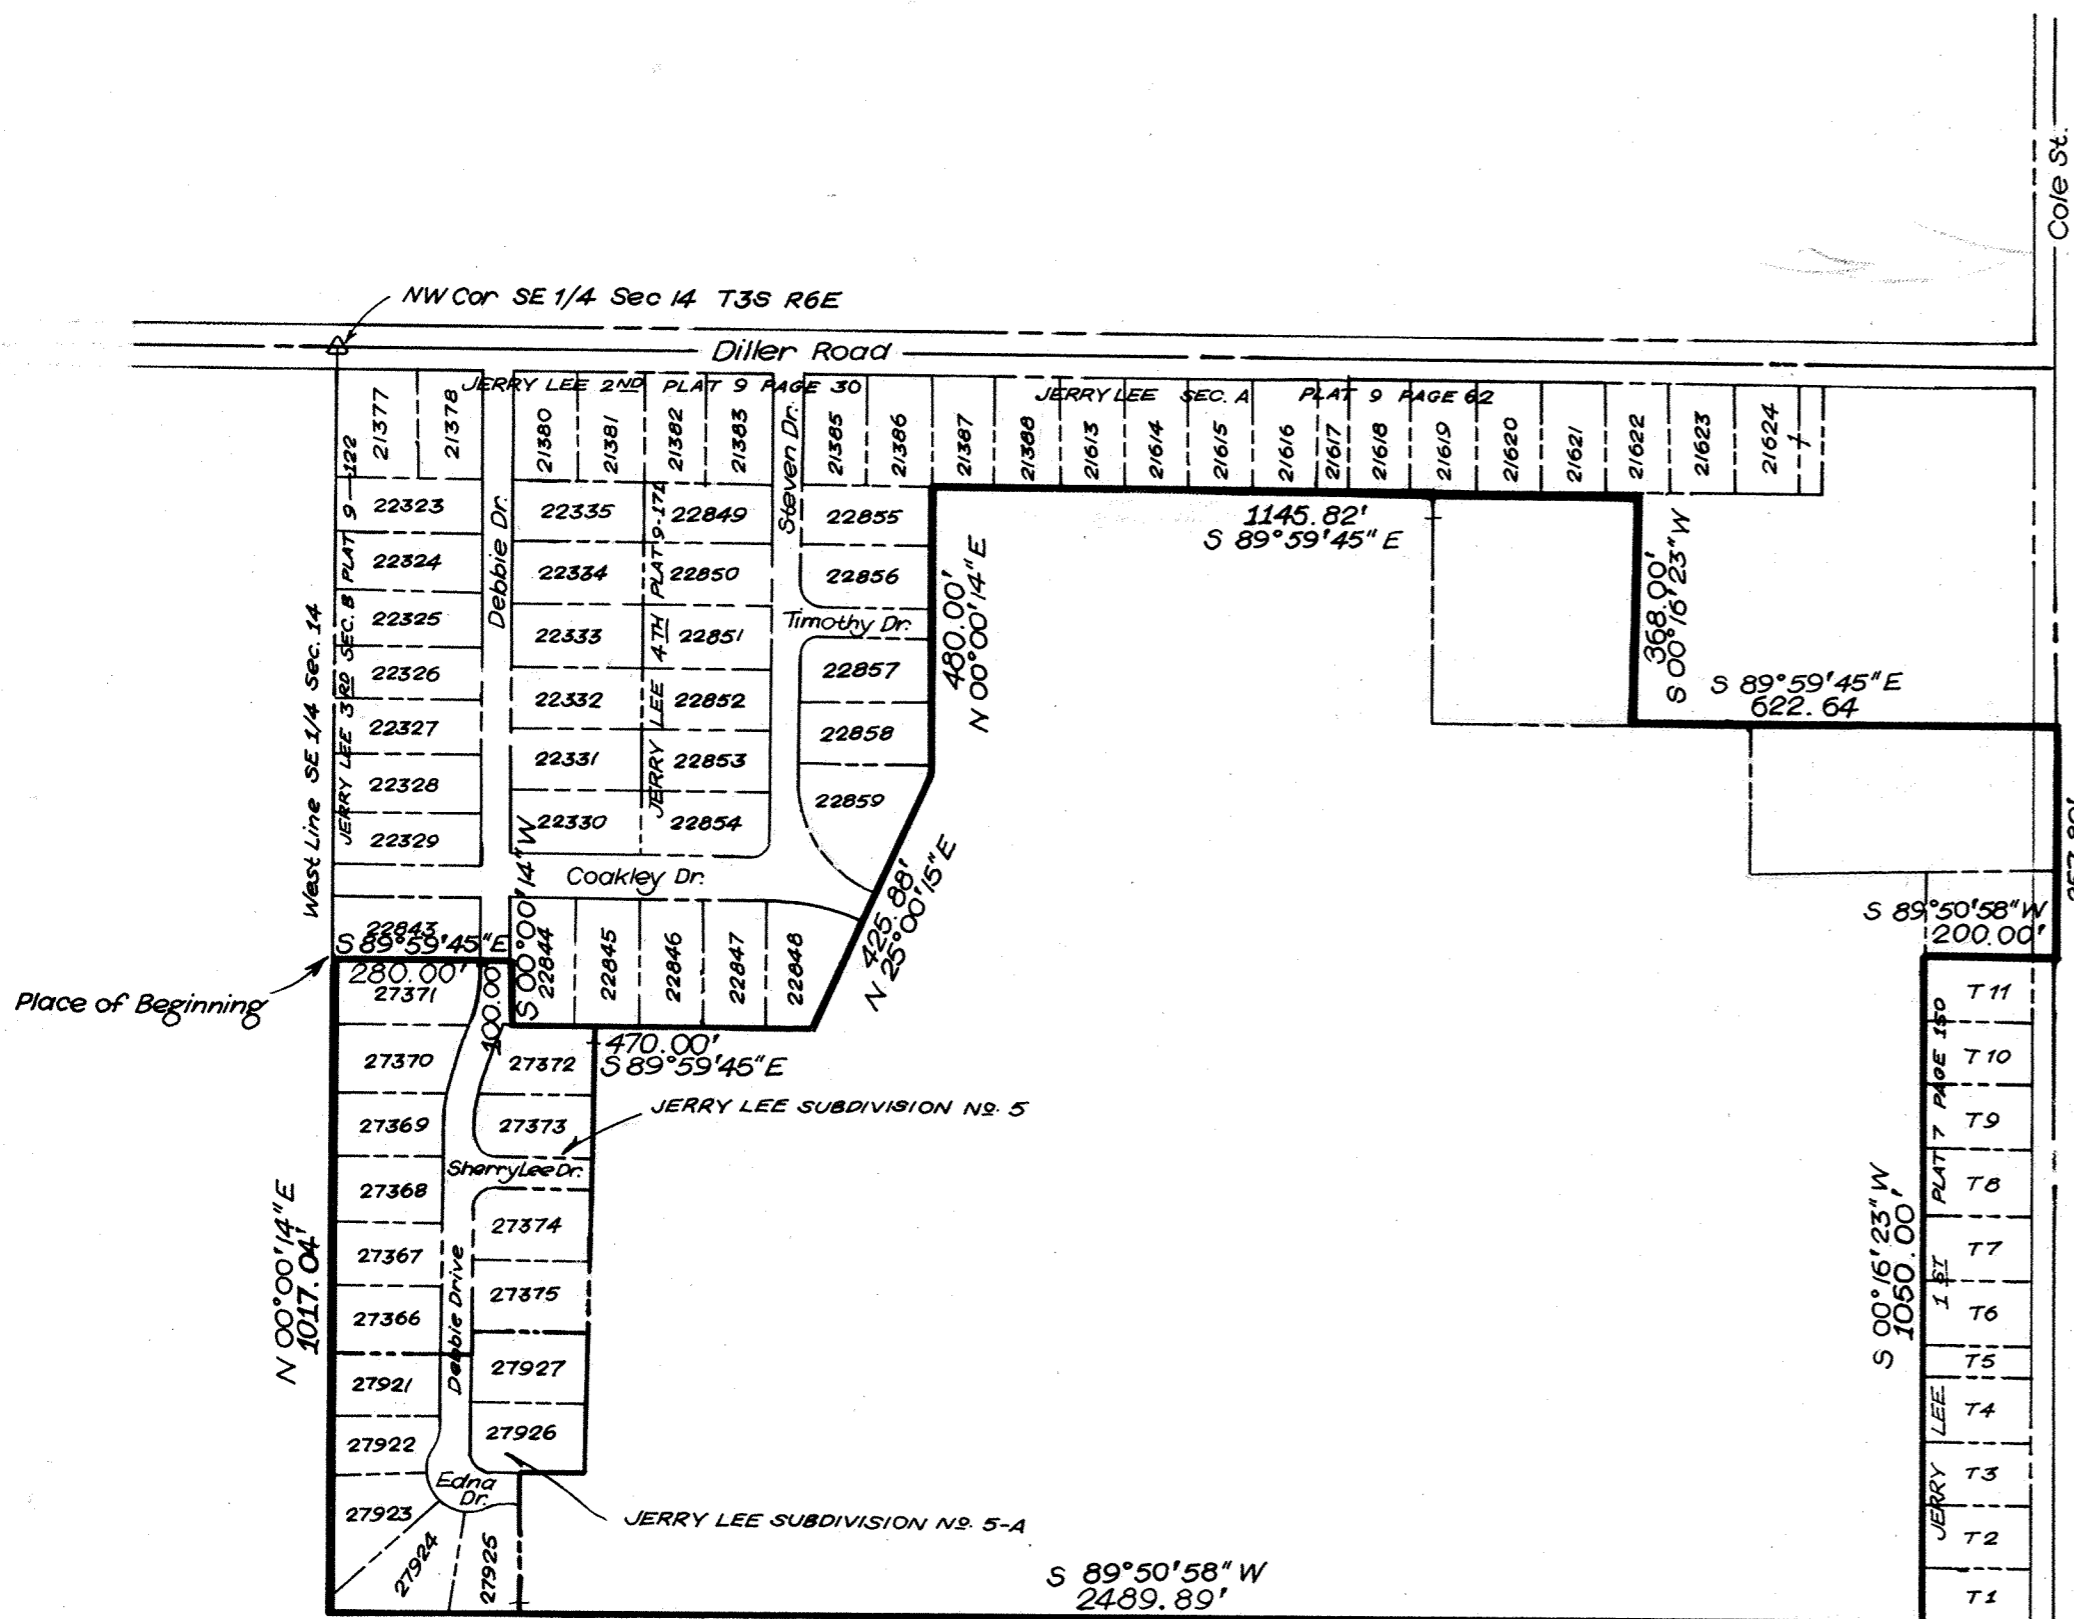 Cole St.
NW Cor SE 1/4 Sec 14 T3S R6E
Diller Road
JERRY LEE 2ND PLAT 9 PAGE 30
JERRY LEE SEC. A PLAT 9 PAGE 62
21377
21378
21380
21381
21382
21383
Steven Dr.
21385
21386
21387
21388
21613
21614
21615
21616
21617
21618
21619
21620
21621
21622
21623
21624
West Line SE 1/4 Sec. 14
JERRY LEE 3RD SEC. B PLAT 9-122
22323
22324
22325
22326
22327
22328
22329
22843
Debbie Dr.
22335
22334
22333
22332
22331
22330
JERRY LEE 4TH PLAT 9-171
22849
22850
22851
22852
22853
22854
22855
22856
Timothy Dr.
22857
22858
22859
Coakley Dr.
22844
22845
22846
22847
22848
480.00'
N 00°00'14"E
1145.82'
S 89°59'45"E
368.00'
S 00°16'23"W
S 89°59'45"E
622.64
S 89°50'58"W
200.00'
425.88'
N 25°00'15"E
S 89°59'45"E
280.00'
Place of Beginning
100.00'
S 00°00'14"W
470.00'
S 89°59'45"E
27371
27370
27369
27368
27367
27366
27921
27922
27923
27924
27925
27372
27373
Sherry Lee Dr.
27374
27375
27927
27926
Debbie Drive
Edna
Dr.
JERRY LEE SUBDIVISION No. 5
JERRY LEE SUBDIVISION No. 5-A
N 00°00'14"E
1017.04'
S 89°50'58"W
2489.89'
S 00°16'23"W
1050.00'
JERRY LEE 1ST PLAT 7 PAGE 150
T11
T10
T9
T8
T7
T6
T5
T4
T3
T2
T1